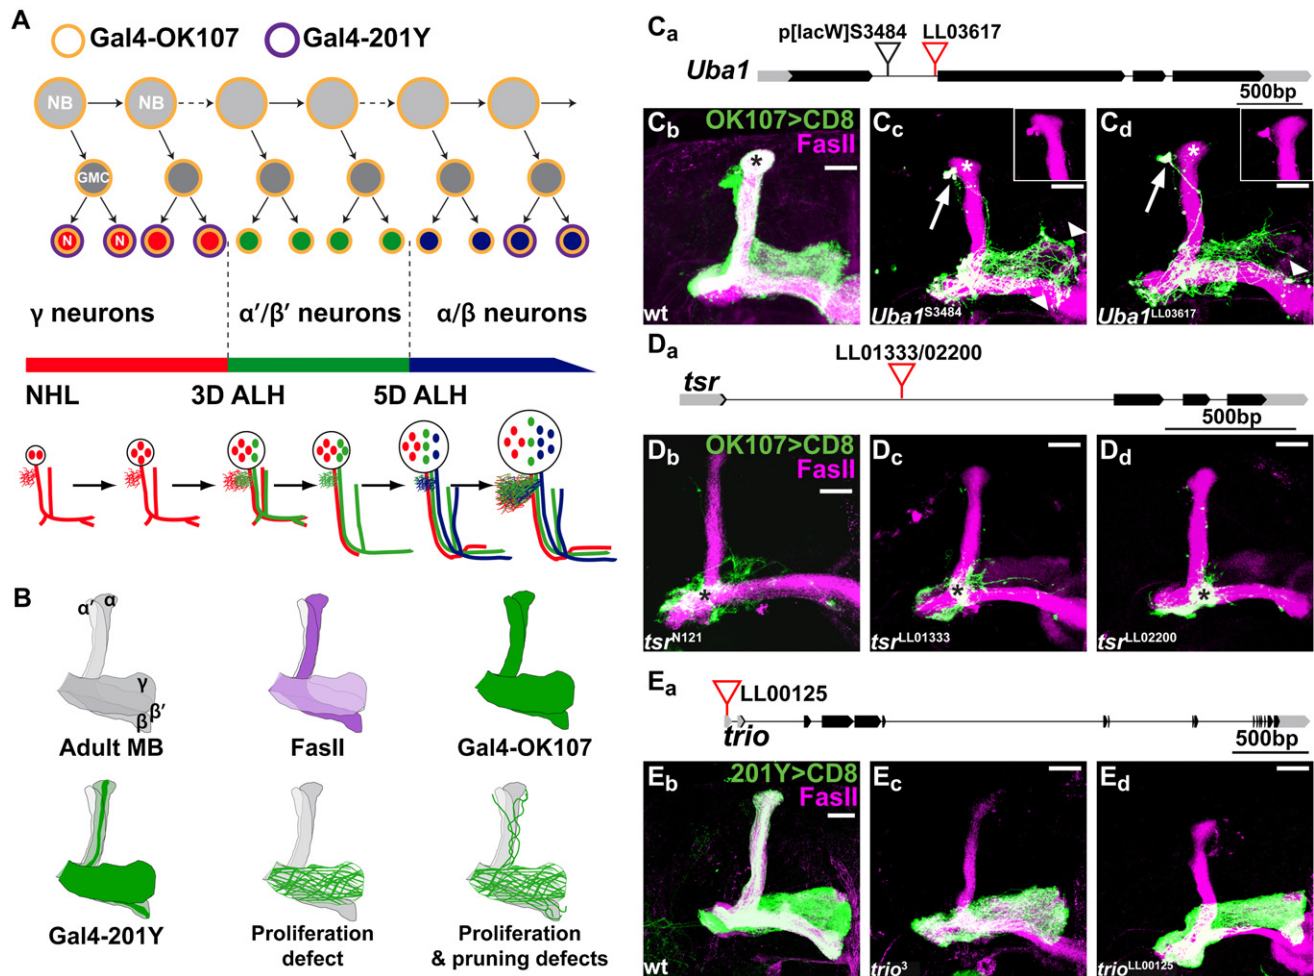 A
Gal4-OK107
Gal4-201Y
NB
NB
GMC
N
N
γ neurons
α′/β′ neurons
α/β neurons
NHL
3D ALH
5D ALH
B
α′
α
γ
β′
β
Adult MB
FasII
Gal4-OK107
Gal4-201Y
Proliferation
defect
Proliferation
& pruning defects
Ca
p[lacW]S3484
LL03617
Uba1
500bp
Cb
OK107>CD8
FasII
*
wt
Cc
*
Uba1S3484
Cd
*
Uba1LL03617
Da
LL01333/02200
tsr
500bp
Db
OK107>CD8
FasII
*
tsrN121
Dc
*
tsrLL01333
Dd
*
tsrLL02200
Ea
LL00125
trio
500bp
Eb
201Y>CD8
FasII
wt
Ec
trio3
Ed
trioLL00125